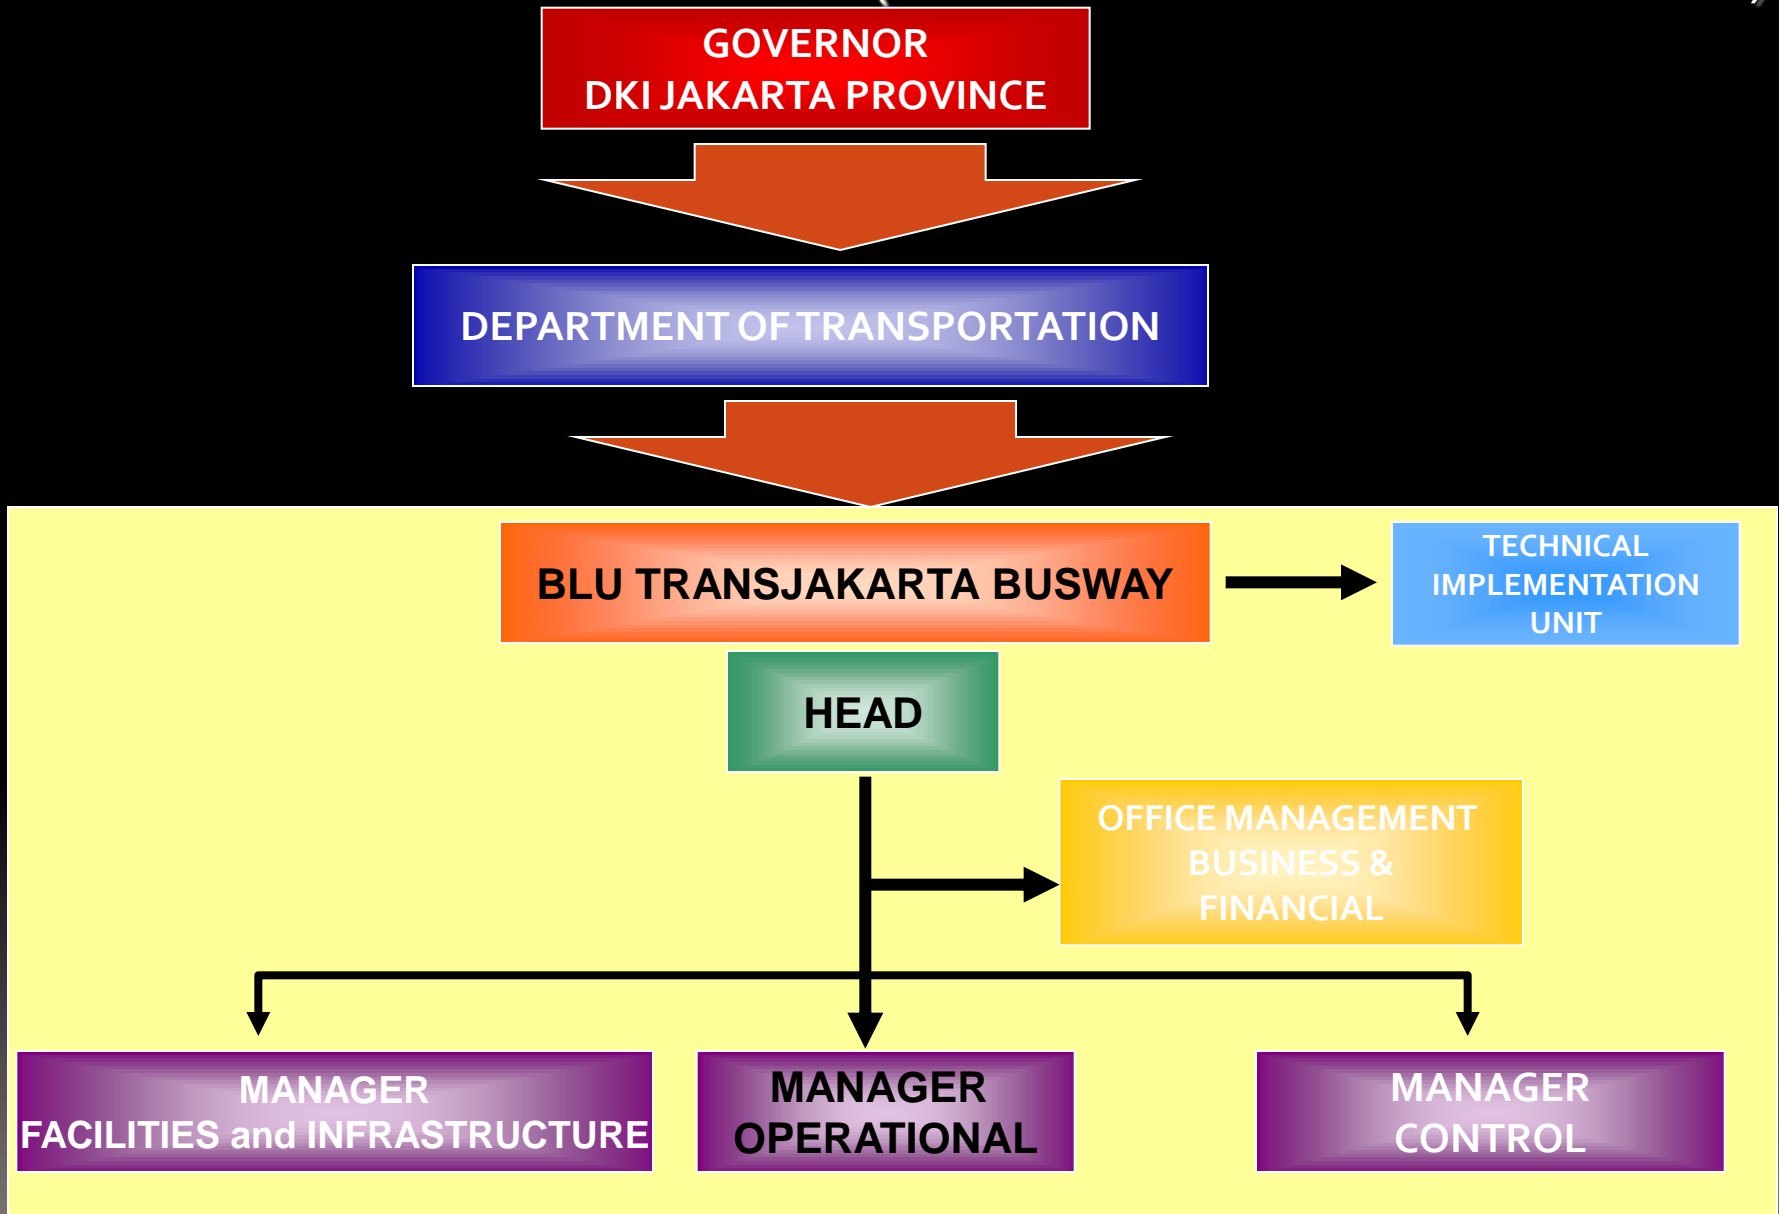 GOVERNOR
DKI JAKARTA PROVINCE
DEPARTMENT OF TRANSPORTATION
BLU TRANSJAKARTA BUSWAY
TECHNICAL
IMPLEMENTATION
UNIT
HEAD
OFFICE MANAGEMENT
BUSINESS &
FINANCIAL
MANAGER
FACILITIES and INFRASTRUCTURE
MANAGER
OPERATIONAL
MANAGER
CONTROL